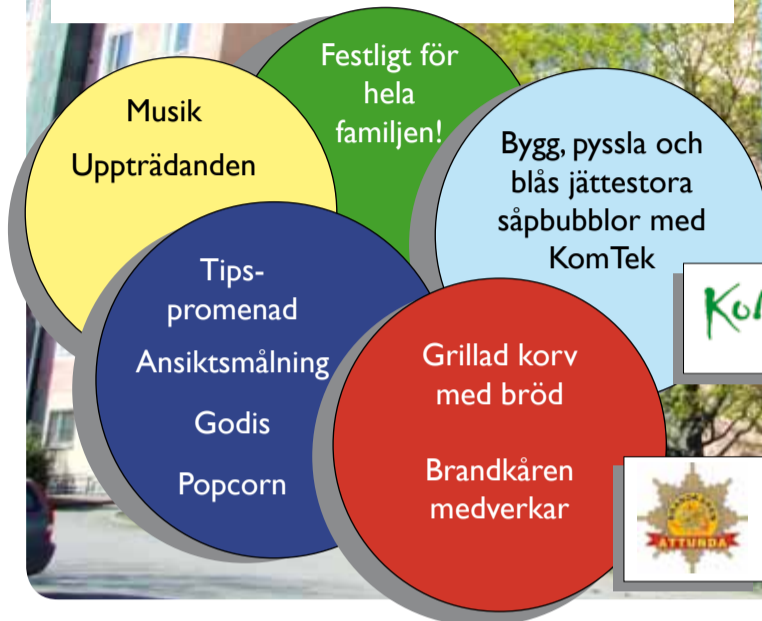 Festligt för
hela
familjen!
Musik
Uppträdanden
Bygg, pyssla och
blås jättestora
såpbubblor med
KomTek
Tips-
promenad
Ansiktsmålning
Godis
Popcorn
Grillad korv
med bröd
Brandkåren
medverkar
ATTUNDA